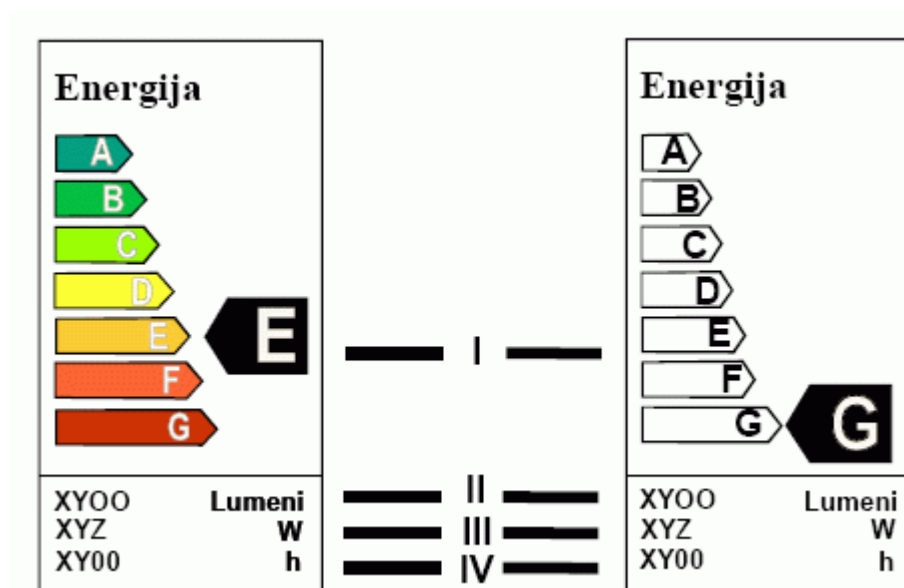 Energija
A
B
C
D
E
F
G
E
XYOO Lumeni
XYZ W
XY00 h
I
II
III
IV
Energija
A
B
C
D
E
F
G
G
XYOO Lumeni
XYZ W
XY00 h